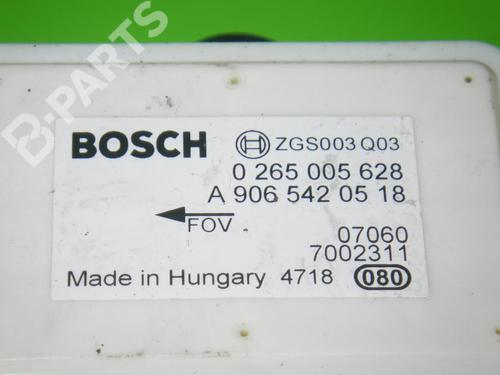 B-PARTS
BOSCH ZGS003 Q03
0 265 005 628
A 906 542 05 18
FOV
07060
7002311
Made in Hungary 4718 080